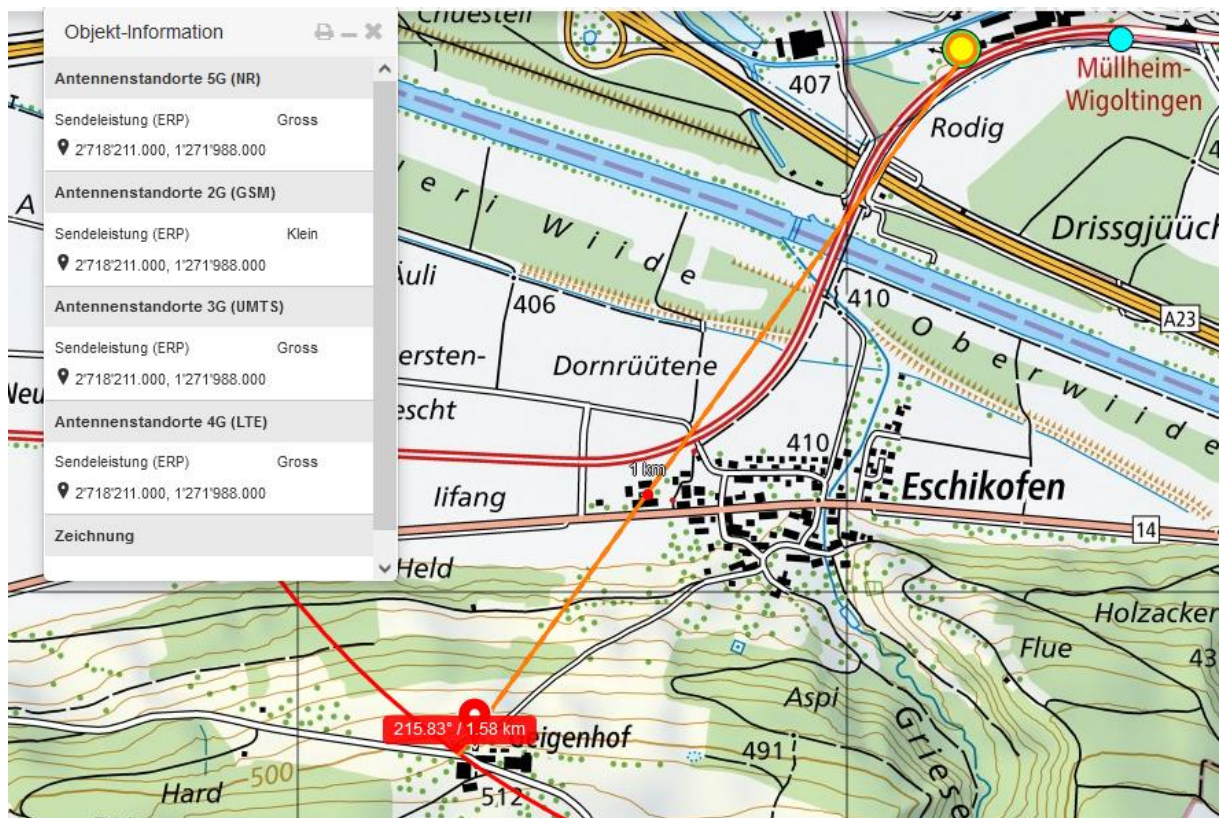 Objekt-Information
Antennenstandorte 5G (NR)
Sendeleistung (ERP) Gross
2'718'211.000, 1'271'988.000
Antennenstandorte 2G (GSM)
Sendeleistung (ERP) Klein
2'718'211.000, 1'271'988.000
Antennenstandorte 3G (UMTS)
Sendeleistung (ERP) Gross
2'718'211.000, 1'271'988.000
Antennenstandorte 4G (LTE)
Sendeleistung (ERP) Gross
2'718'211.000, 1'271'988.000
Zeichnung
407
Müllheim-
Wigoltingen
Rodig
A
leri Wiide
Drissgjüüch
Äuli
406
410
A23
Oberwiide
ersten-
Dornrüütene
escht
410
1 km
Iifang
Eschikofen
14
Held
Holzacker
Flue
43
Aspi
215.83° / 1.58 km
eigenhof
491
Griese
500
Hard
512